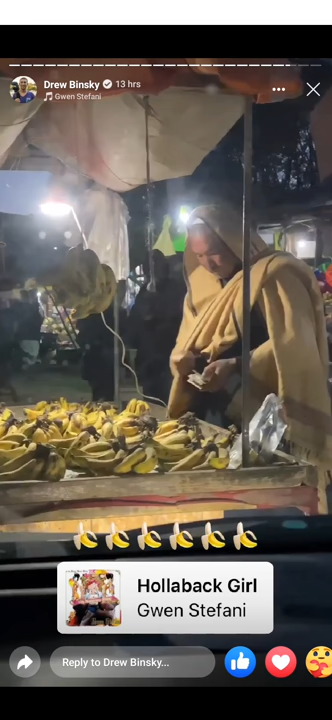 Drew Binsky 13 hrs
Gwen Stefani
Hollaback Girl
Gwen Stefani
Reply to Drew Binsky...